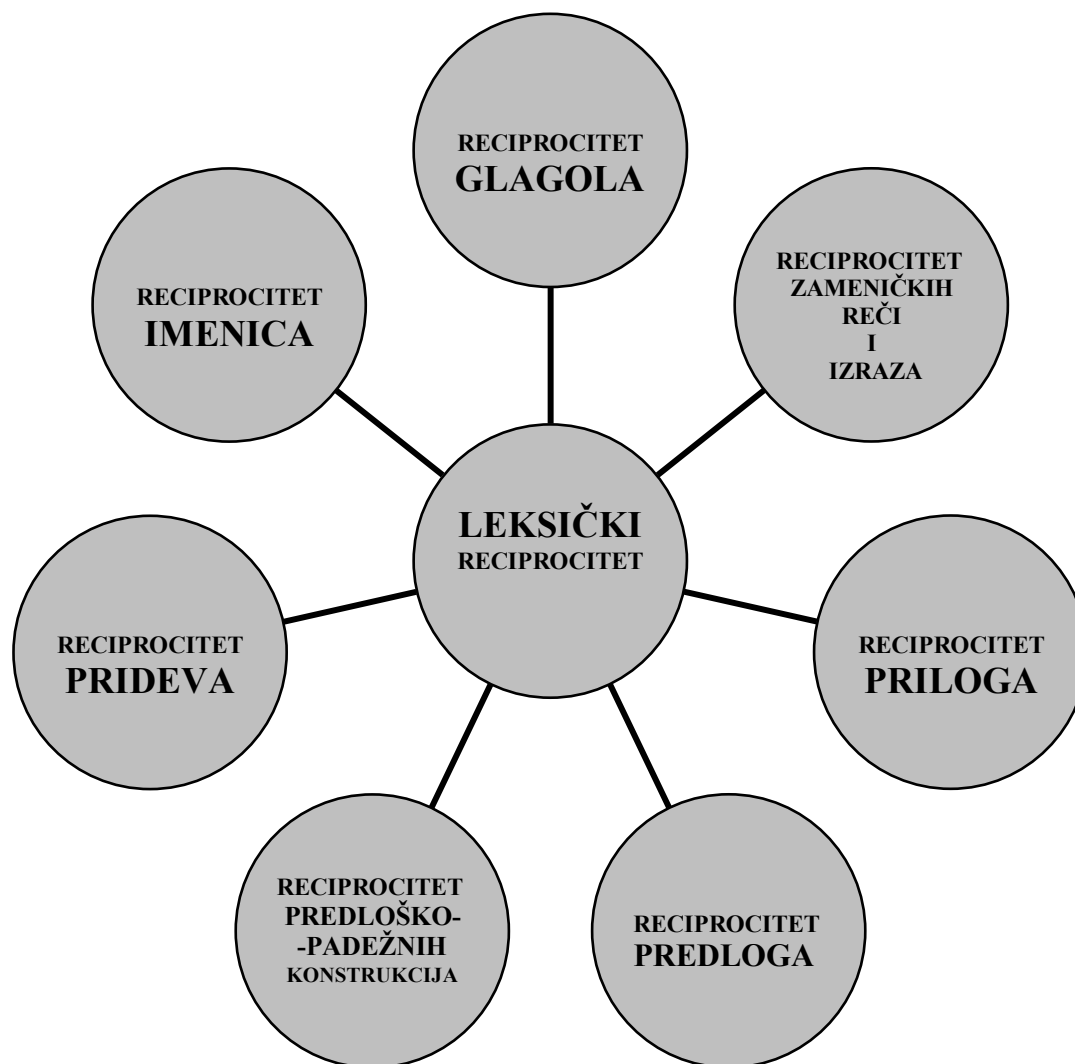 RECIPROCITET
GLAGOLA
RECIPROCITET
IMENICA
RECIPROCITET
ZAMENIČKIH
REČI
I
IZRAZA
LEKSIČKI
RECIPROCITET
RECIPROCITET
PRIDEVA
RECIPROCITET
PRILOGA
RECIPROCITET
PREDLOŠKO-
-PADEŽNIH
KONSTRUKCIJA
RECIPROCITET
PREDLOGA